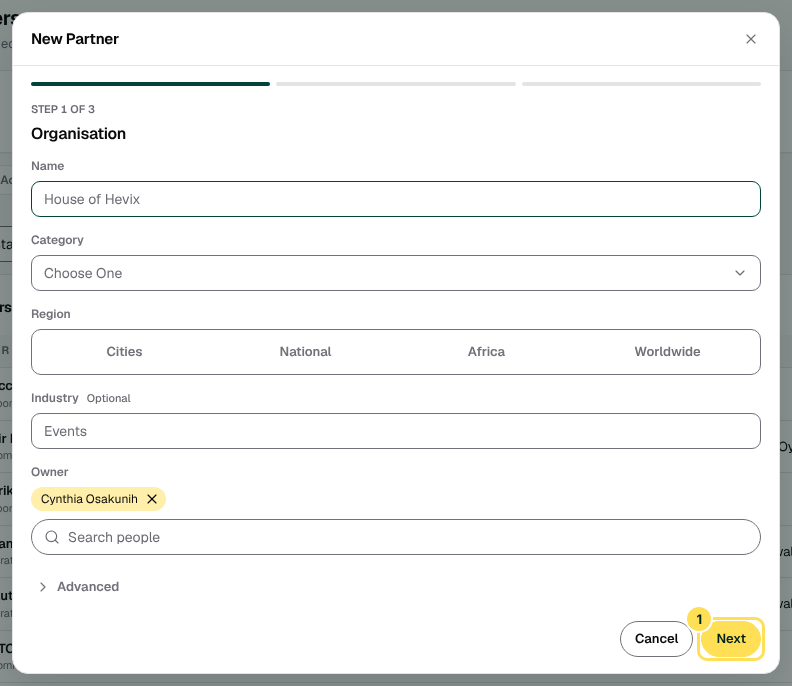 New Partner
STEP 1 OF 3
Organisation
Name
House of Hevix
Category
Choose One
Region
Cities National Africa Worldwide
Industry Optional
Events
Owner
Cynthia Osakunih
Search people
Advanced
1
Cancel Next